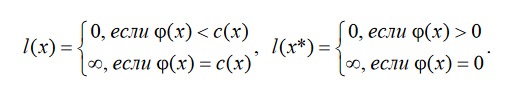 l(x) = { 0, если φ(x) < c(x)
∞, если φ(x) = c(x) , l(x*) = { 0, если φ(x) > 0
∞, если φ(x) = 0 .